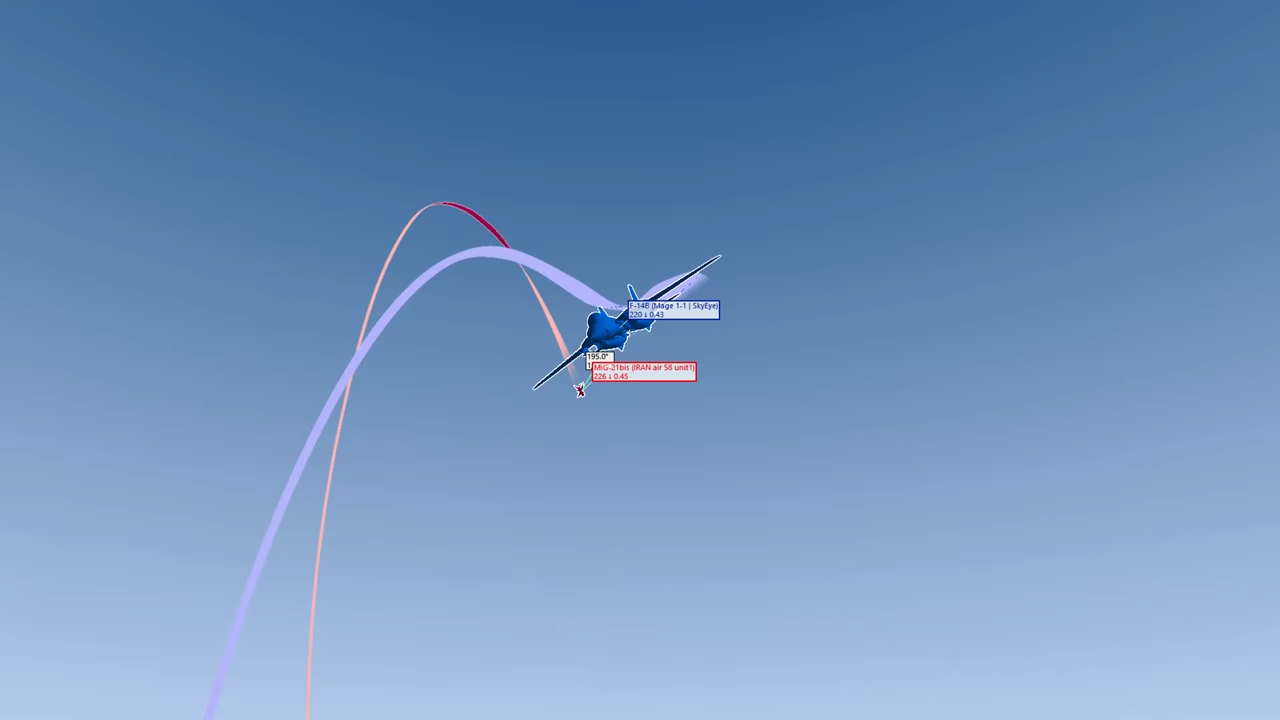 F-14B (Mage 1-1 | SkyEye)
220 ↓ 0.43
195.0°
1
MiG-21bis (IRAN air 58 unit1)
226 ↓ 0.45